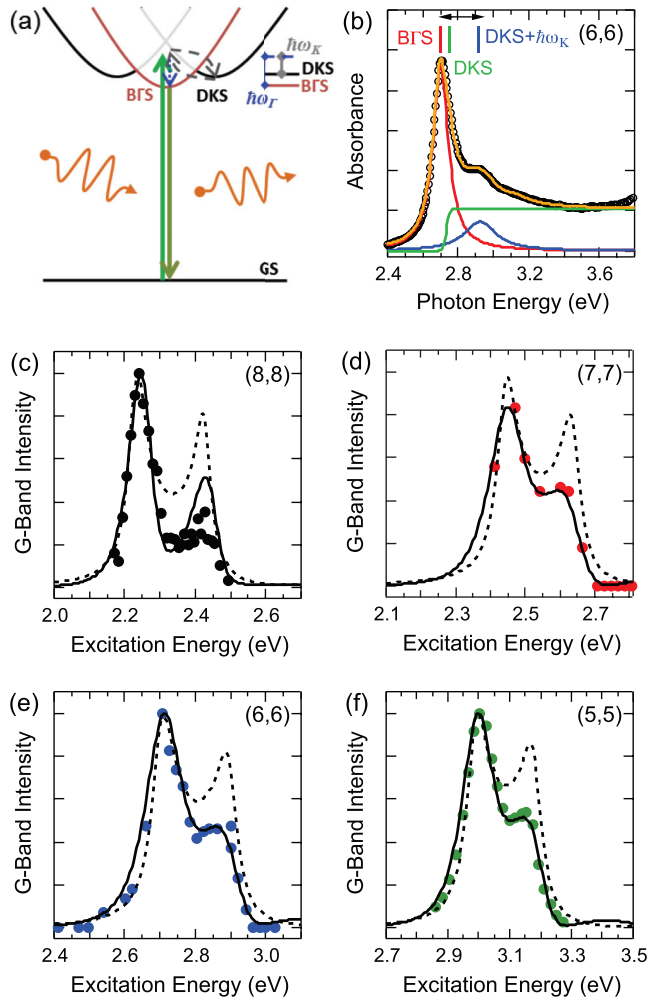 (a)
ħω_K
DKS
BΓS
ħω_Γ
BΓS
DKS
GS
(b)
(6,6)
BΓS
DKS+ħω_K
DKS
Absorbance
2.4 2.8 3.2 3.6
Photon Energy (eV)
(c)
(8,8)
G-Band Intensity
2.0 2.2 2.4 2.6
Excitation Energy (eV)
(d)
(7,7)
G-Band Intensity
2.1 2.3 2.5 2.7
Excitation Energy (eV)
(e)
(6,6)
G-Band Intensity
2.4 2.6 2.8 3.0
Excitation Energy (eV)
(f)
(5,5)
G-Band Intensity
2.7 2.9 3.1 3.3 3.5
Excitation Energy (eV)